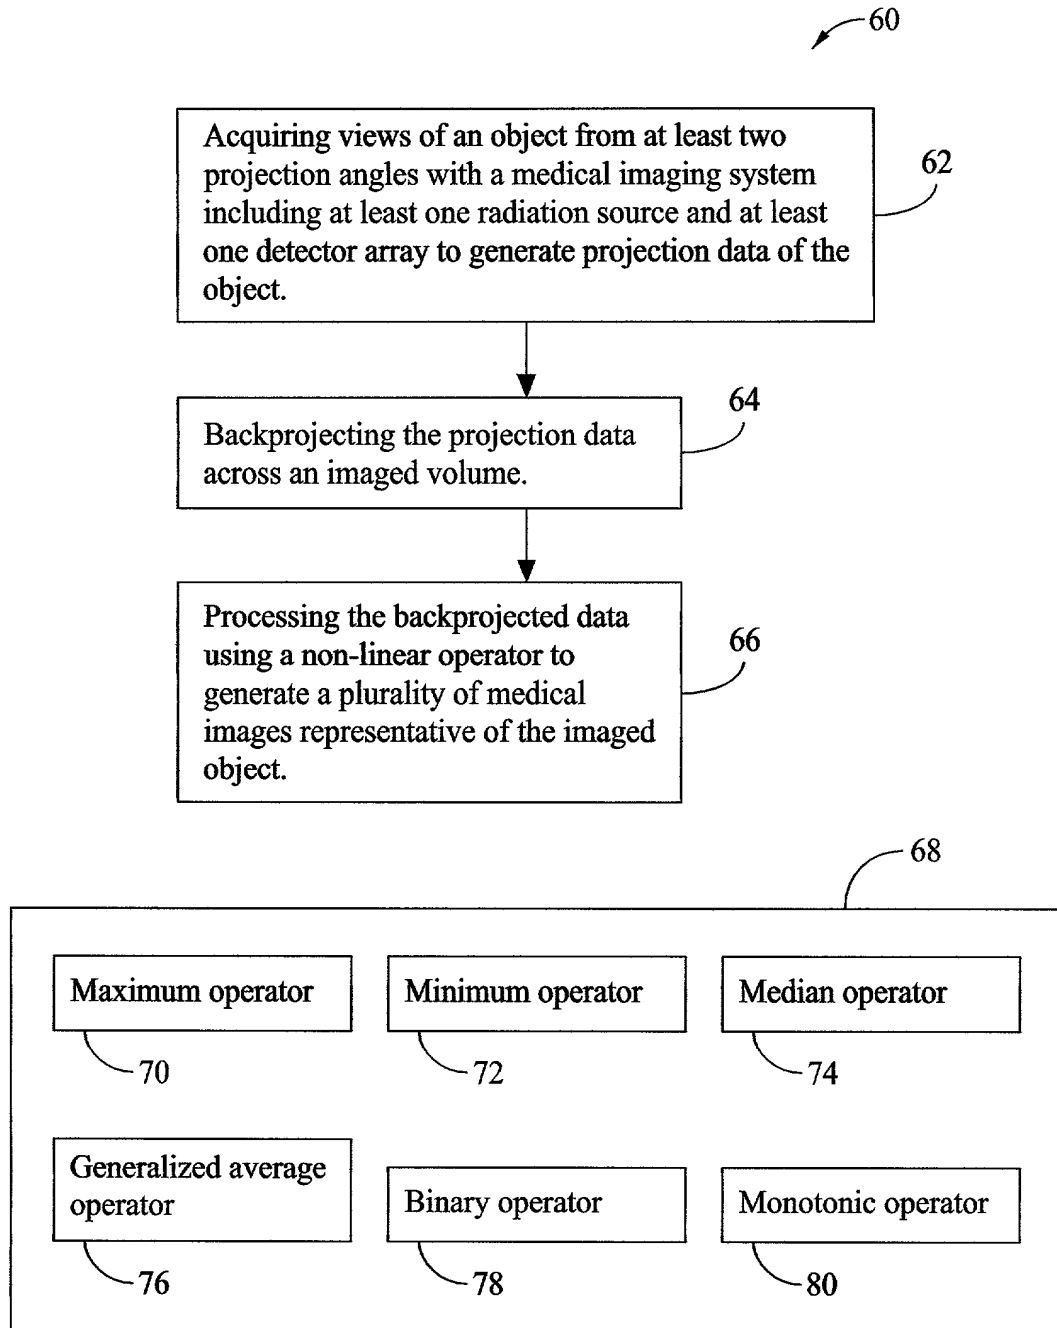 60
Acquiring views of an object from at least two
projection angles with a medical imaging system
including at least one radiation source and at least
one detector array to generate projection data of the
object.
62
Backprojecting the projection data
across an imaged volume.
64
Processing the backprojected data
using a non-linear operator to
generate a plurality of medical
images representative of the imaged
object.
66
68
Maximum operator
Minimum operator
Median operator
70
72
74
Generalized average
operator
Binary operator
Monotonic operator
76
78
80